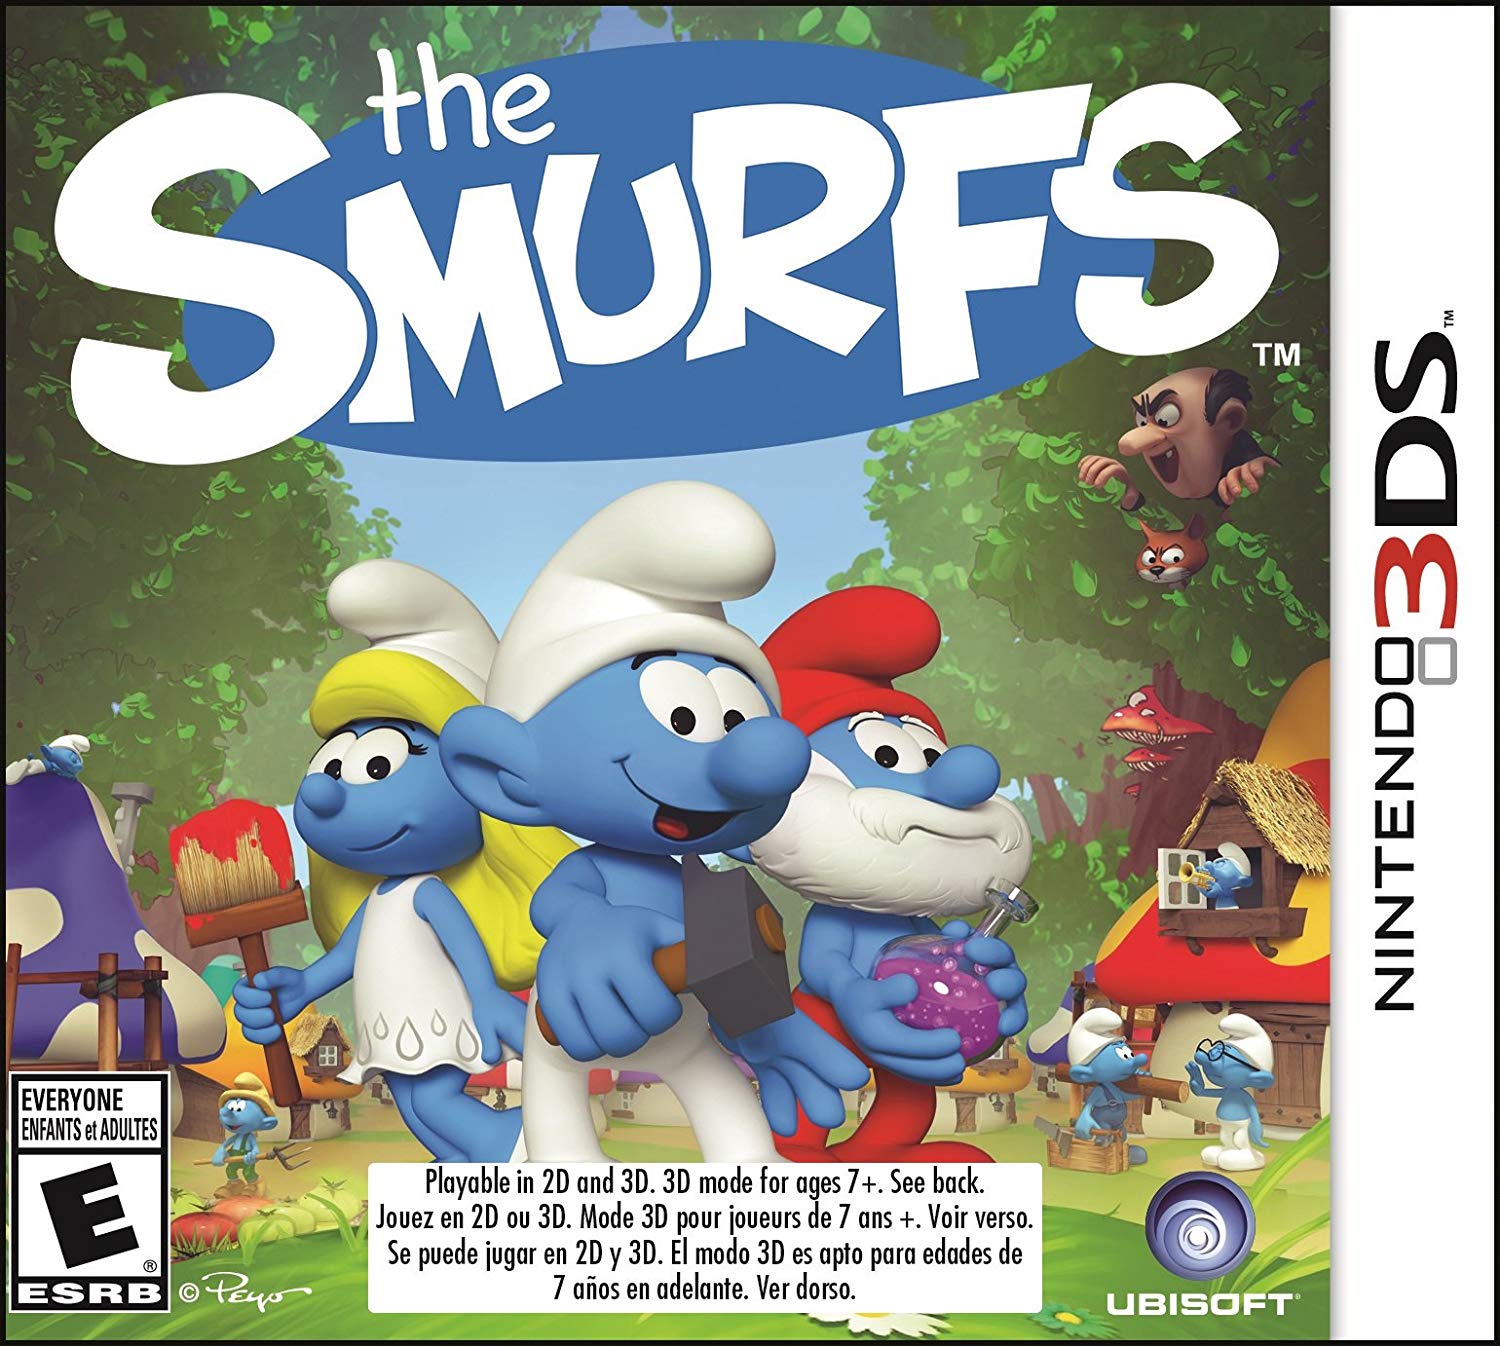 the
SMURFS
TM
NINTENDO 3DS
TM
EVERYONE
ENFANTS et ADULTES
E
®
ESRB
© Peyo
Playable in 2D and 3D. 3D mode for ages 7+. See back.
Jouez en 2D ou 3D. Mode 3D pour joueurs de 7 ans +. Voir verso.
Se puede jugar en 2D y 3D. El modo 3D es apto para edades de
7 años en adelante. Ver dorso.
UBISOFT®